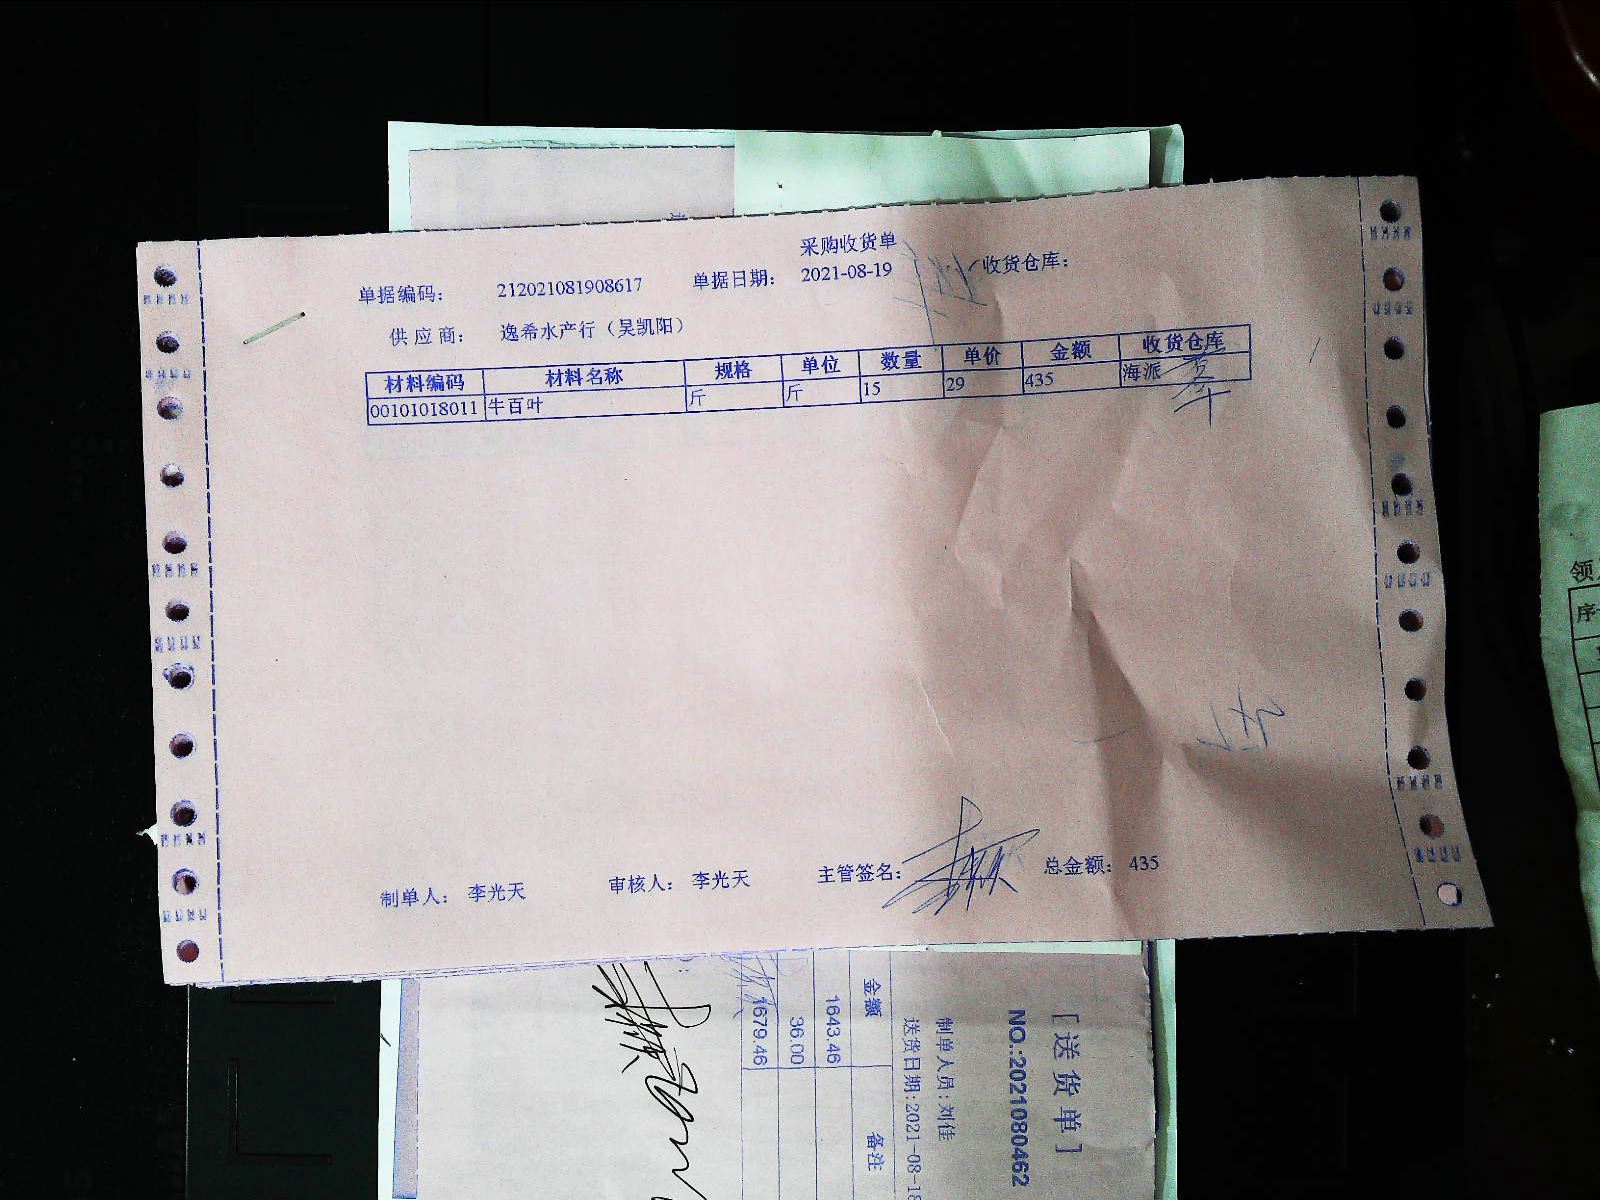 采购收货单
单据编码： 212021081908617 单据日期： 2021-08-19 收货仓库：
供应商： 逸希水产行（吴凯阳）
材料编码 材料名称 规格 单位 数量 单价 金额 收货仓库
00101018011 牛百叶 斤 斤 15 29 435 海派
制单人： 李光天 审核人： 李光天 主管签名： 总金额： 435
[送货单]
NO.:2021080462
制单人员:刘佳
送货日期:2021-08-18
金额 备注
1643.46
36.00
1679.46
领
序